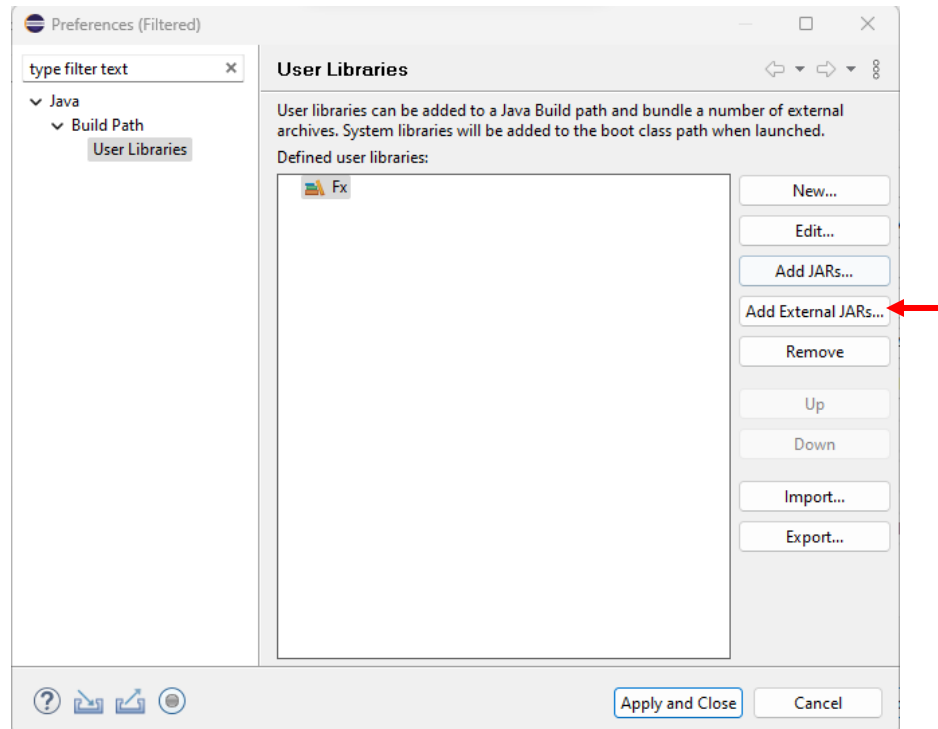 Preferences (Filtered)
type filter text
Java
Build Path
User Libraries
User Libraries
User libraries can be added to a Java Build path and bundle a number of external
archives. System libraries will be added to the boot class path when launched.
Defined user libraries:
Fx
New...
Edit...
Add JARs...
Add External JARs...
Remove
Up
Down
Import...
Export...
Apply and Close
Cancel